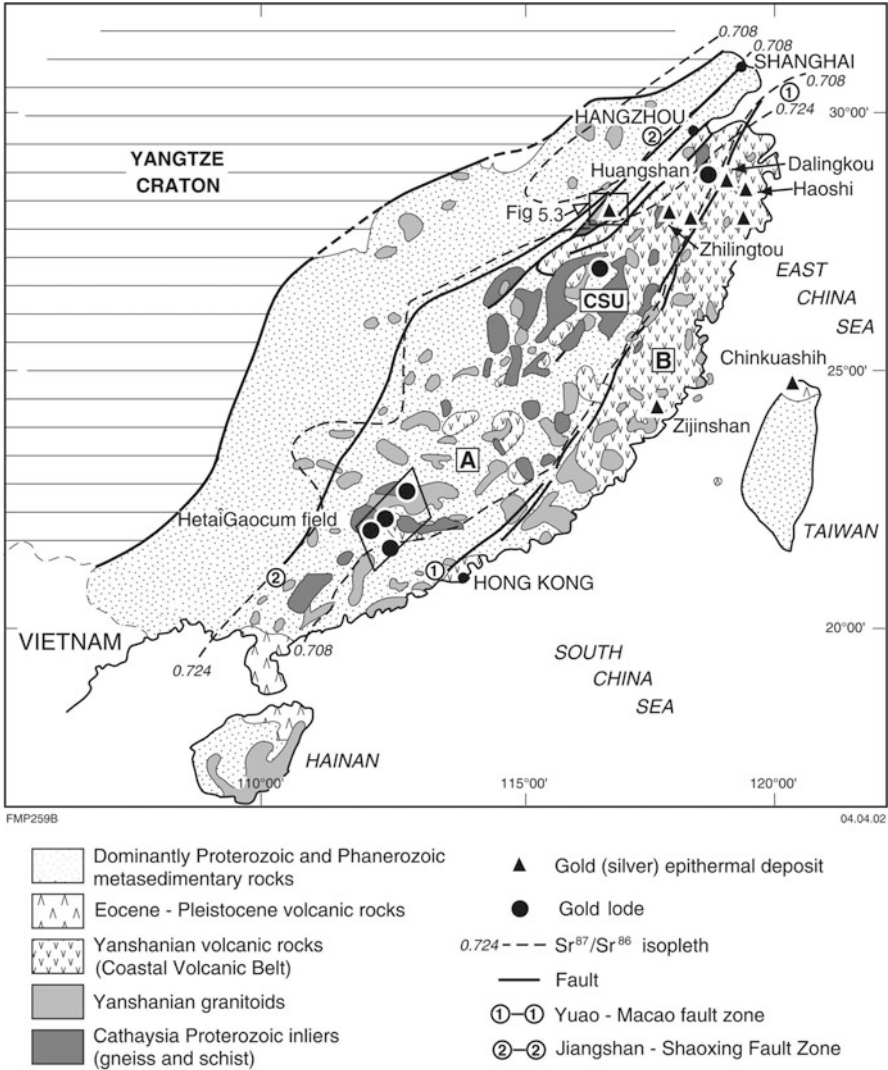 0.708
0.708
SHANGHAI
0.708
1
0.724
30°00'
HANGZHOU
2
YANGTZE
CRATON
Huangshan
Dalingkou
Haoshi
Fig 5.3
Zhilingtou
EAST
CHINA
SEA
CSU
B
Chinkuashih
25°00'
Zijinshan
A
HetaiGaocum field
TAIWAN
2
1
HONG KONG
VIETNAM
20°00'
0.724
0.708
SOUTH
CHINA
SEA
HAINAN
110°00'
115°00'
120°00'
FMP259B
04.04.02
Dominantly Proterozoic and Phanerozoic
metasedimentary rocks
Eocene - Pleistocene volcanic rocks
Yanshanian volcanic rocks
(Coastal Volcanic Belt)
Yanshanian granitoids
Cathaysia Proterozoic inliers
(gneiss and schist)
Gold (silver) epithermal deposit
Gold lode
0.724 Sr87/Sr86 isopleth
Fault
1 1 Yuao - Macao fault zone
2 2 Jiangshan - Shaoxing Fault Zone